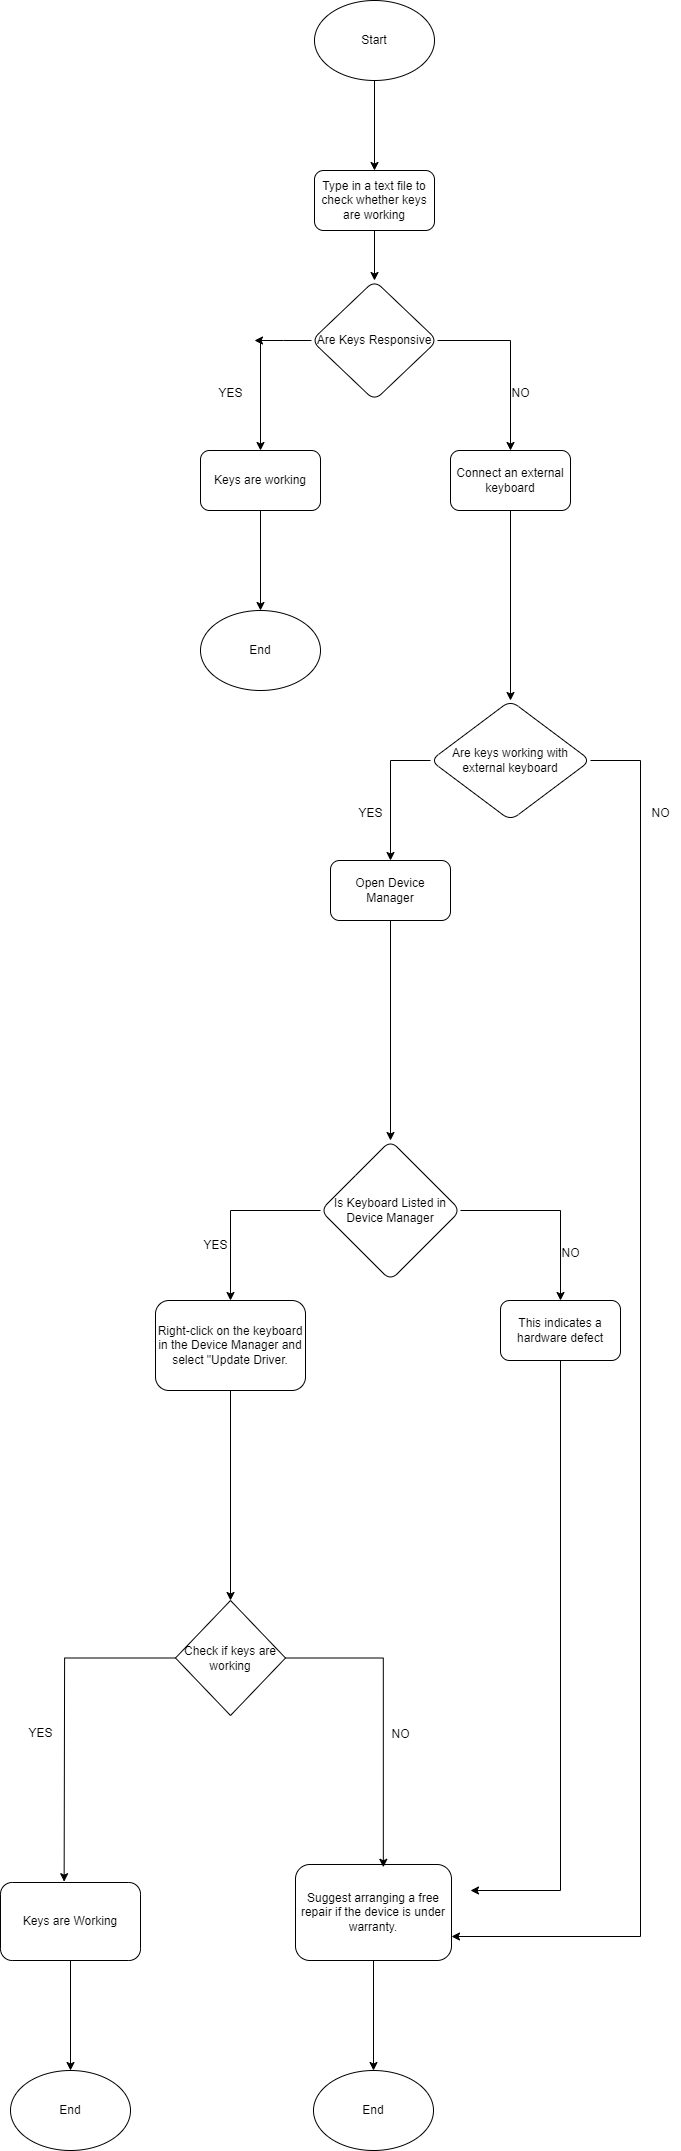 Start
Type in a text file to
check whether keys
are working
Are Keys Responsive
YES
NO
Keys are working
Connect an external
keyboard
End
Are keys working with
external keyboard
YES
NO
Open Device
Manager
Is Keyboard Listed in
Device Manager
YES
NO
Right-click on the keyboard
in the Device Manager and
select "Update Driver.
This indicates a
hardware defect
Check if keys are
working
YES
NO
Keys are Working
Suggest arranging a free
repair if the device is under
warranty.
End
End